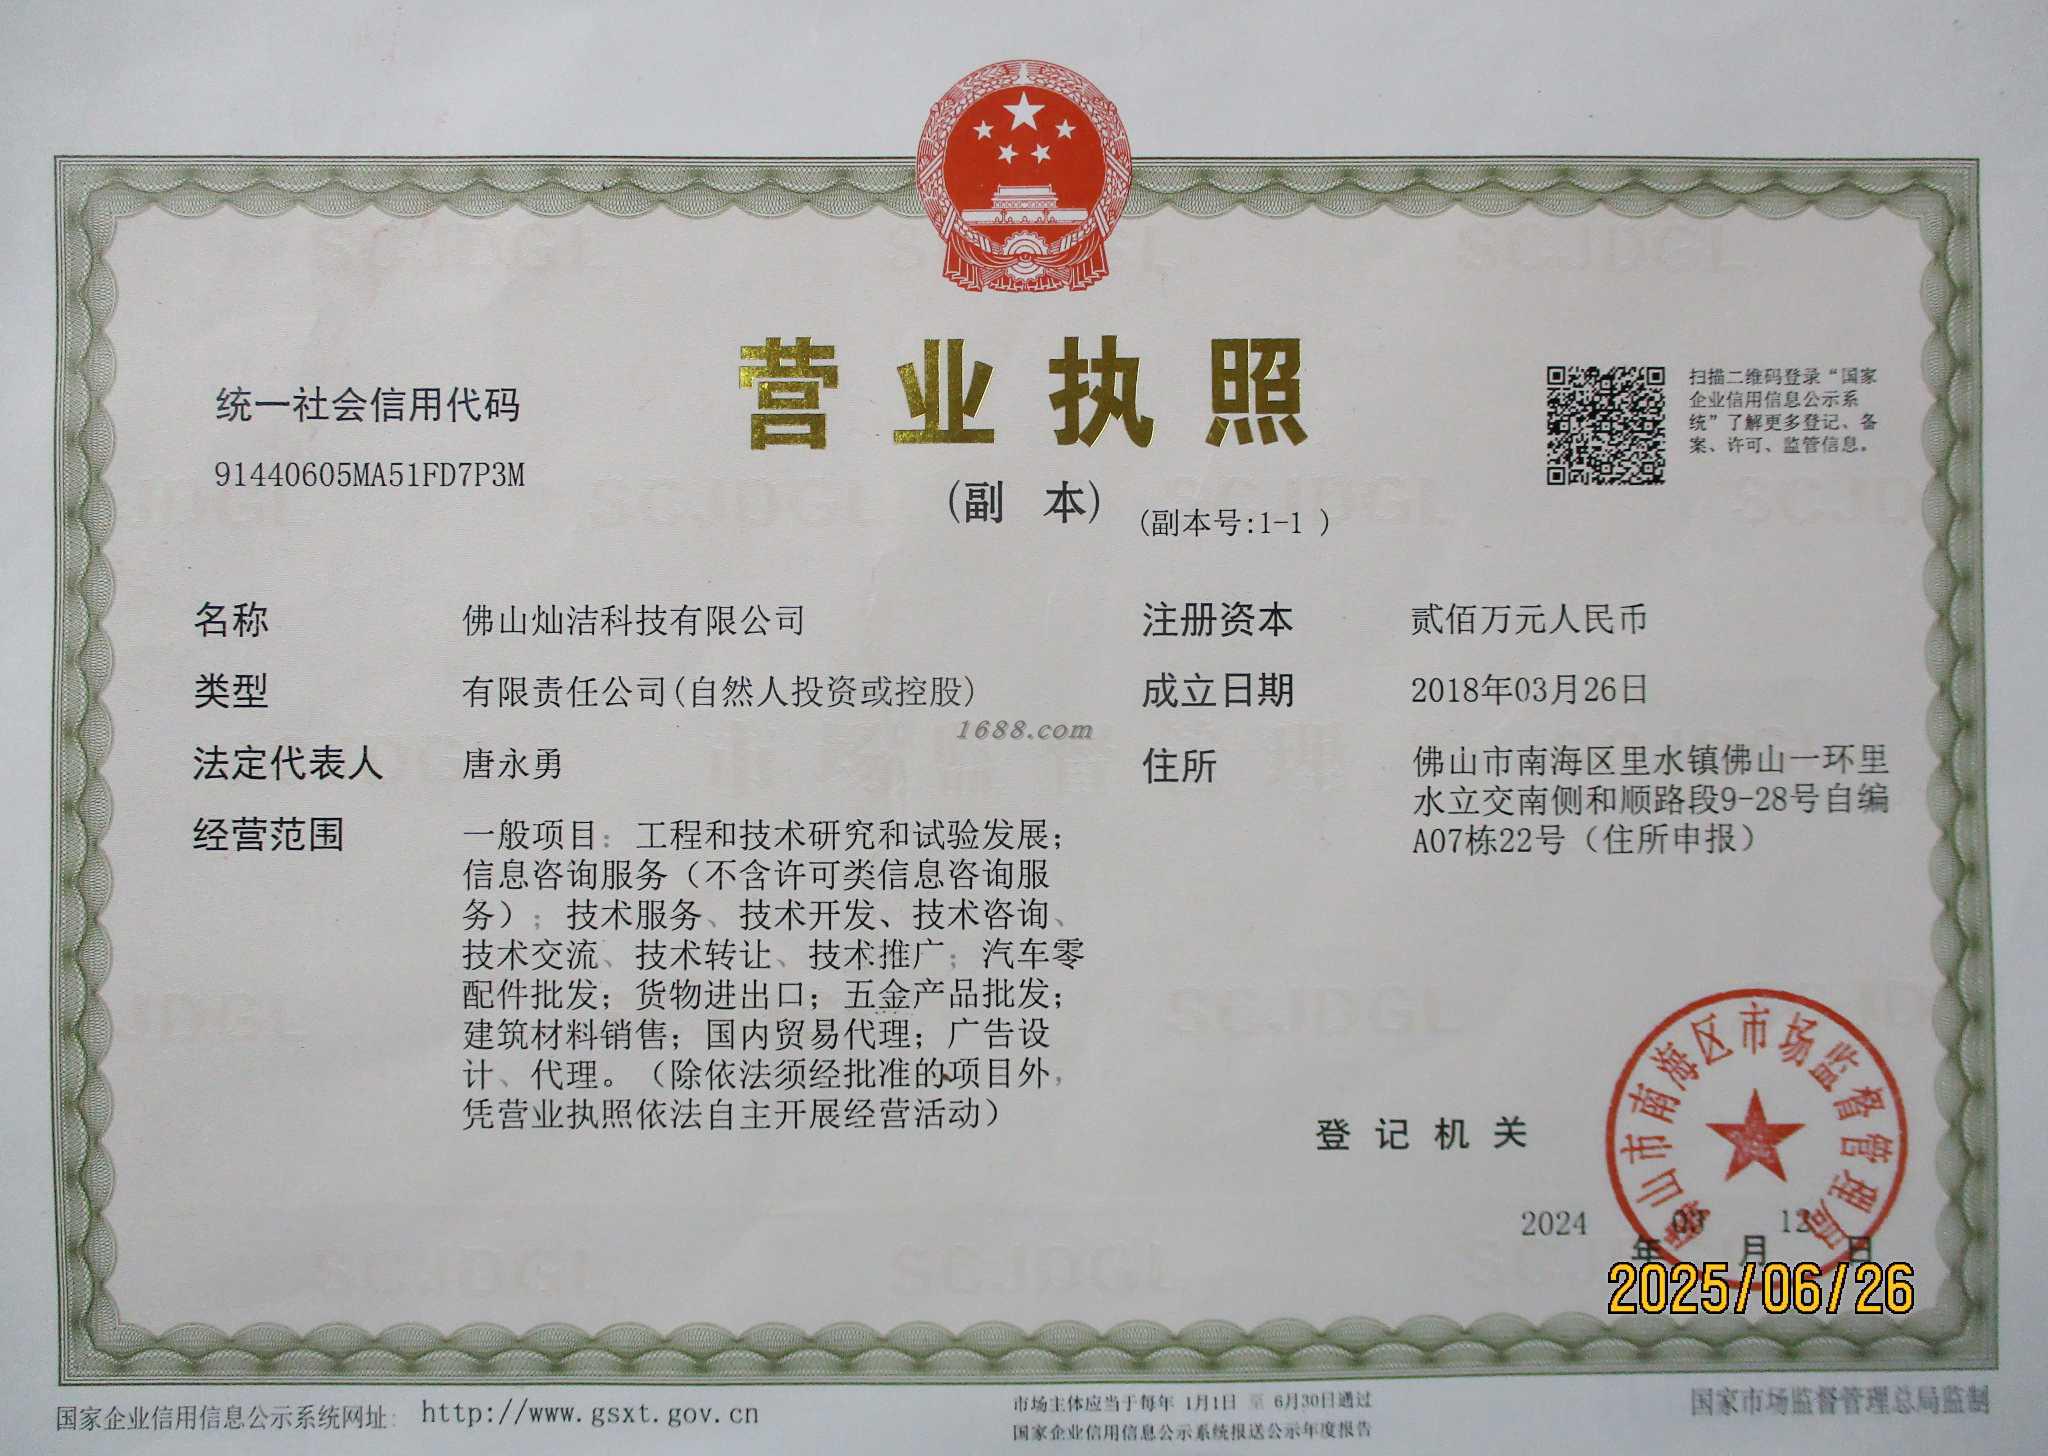 营业执照
(副 本)
(副本号:1-1 )
统一社会信用代码
91440605MA51FD7P3M
扫描二维码登录“国家
企业信用信息公示系
统”了解更多登记、备
案、许可、监管信息。
名称 佛山灿洁科技有限公司
类型 有限责任公司(自然人投资或控股)
法定代表人 唐永勇
经营范围 一般项目：工程和技术研究和试验发展；
信息咨询服务（不含许可类信息咨询服
务）；技术服务、技术开发、技术咨询、
技术交流、技术转让、技术推广；汽车零
配件批发；货物进出口；五金产品批发；
建筑材料销售；国内贸易代理；广告设
计、代理。（除依法须经批准的项目外，
凭营业执照依法自主开展经营活动）
注册资本 贰佰万元人民币
成立日期 2018年03月26日
住所 佛山市南海区里水镇佛山一环里
水立交南侧和顺路段9-28号自编
A07栋22号（住所申报）
1688.com
登记机关
佛山市南海区市场监督管理局
2024年03月12日
2025/06/26
国家企业信用信息公示系统网址：http://www.gsxt.gov.cn
市场主体应当于每年 1月1日 至 6月30日通过
国家企业信用信息公示系统报送公示年度报告
国家市场监督管理总局监制
SCJDGL SCJDGL SCJDGL
SCJDGL SCJDGL SCJDGL